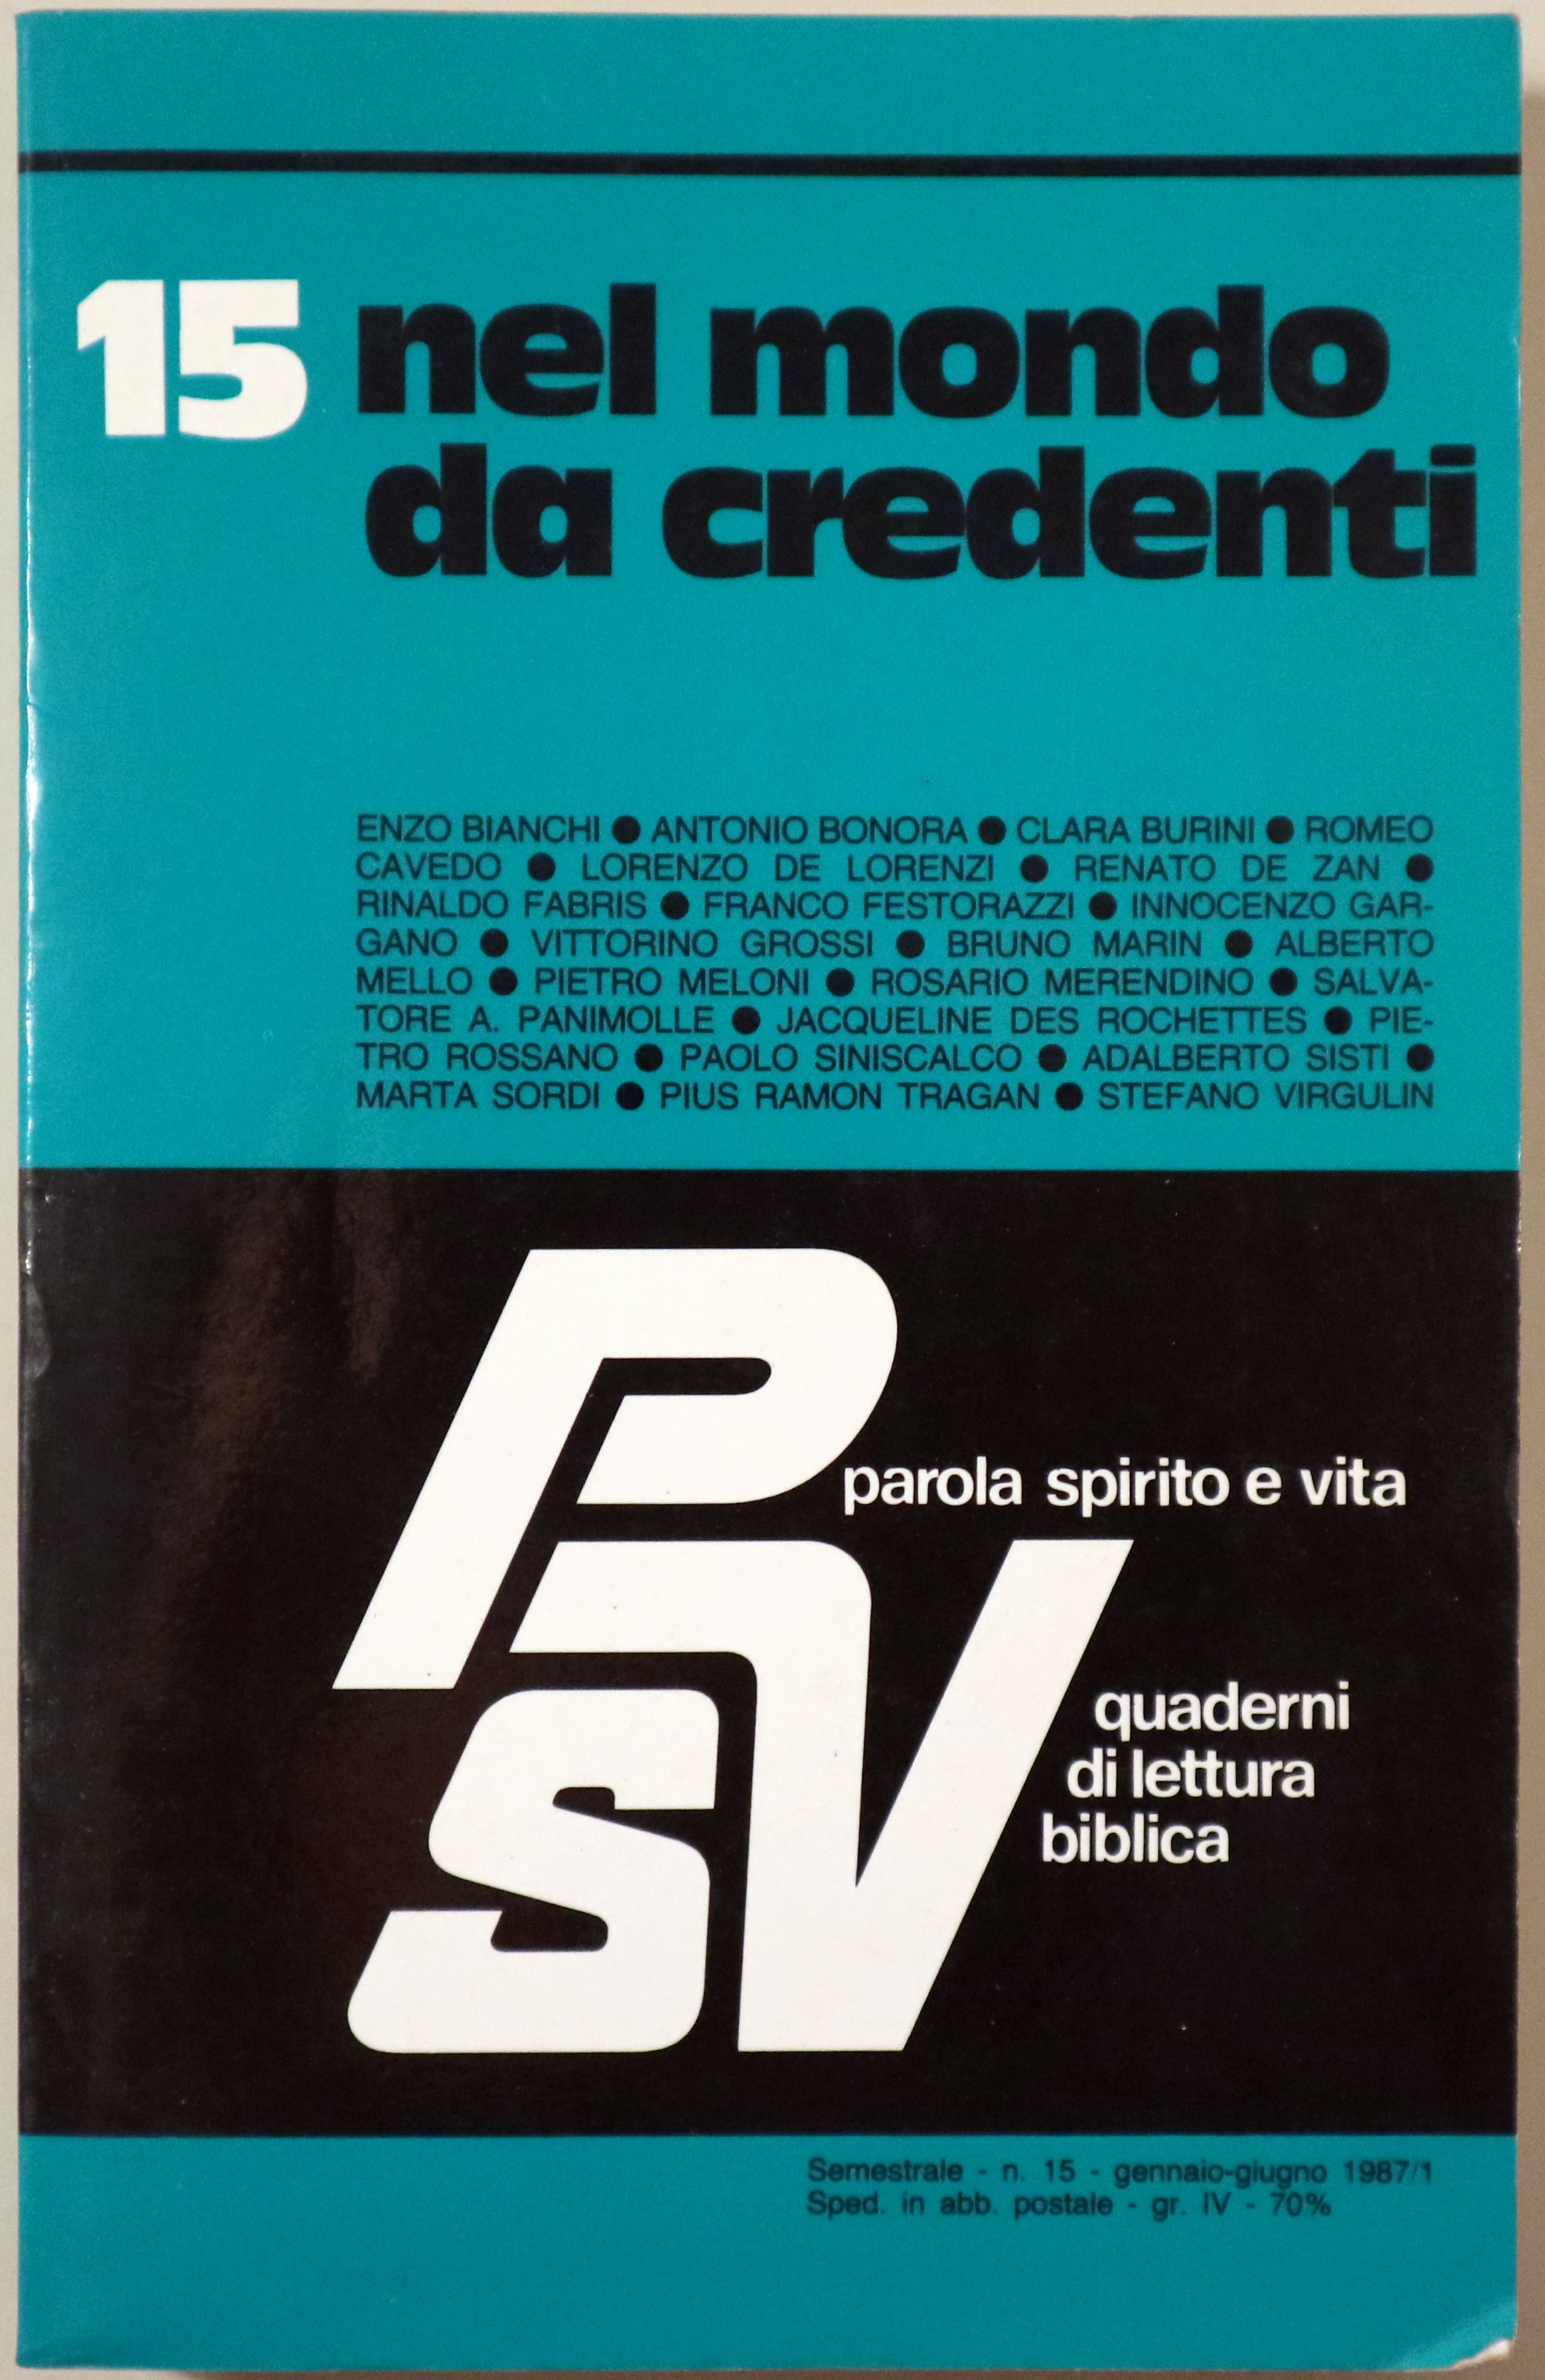 15 nel mondo
da credenti
ENZO BIANCHI ● ANTONIO BONORA ● CLARA BURINI ● ROMEO
CAVEDO ● LORENZO DE LORENZI ● RENATO DE ZAN ●
RINALDO FABRIS ● FRANCO FESTORAZZI ● INNOCENZO GAR-
GANO ● VITTORINO GROSSI ● BRUNO MARIN ● ALBERTO
MELLO ● PIETRO MELONI ● ROSARIO MERENDINO ● SALVA-
TORE A. PANIMOLLE ● JACQUELINE DES ROCHETTES ● PIE-
TRO ROSSANO ● PAOLO SINISCALCO ● ADALBERTO SISTI ●
MARTA SORDI ● PIUS RAMON TRAGAN ● STEFANO VIRGULIN
PSV
parola spirito e vita
quaderni
di lettura
biblica
Semestrale - n. 15 - gennaio-giugno 1987/1
Sped. in abb. postale - gr. IV - 70%